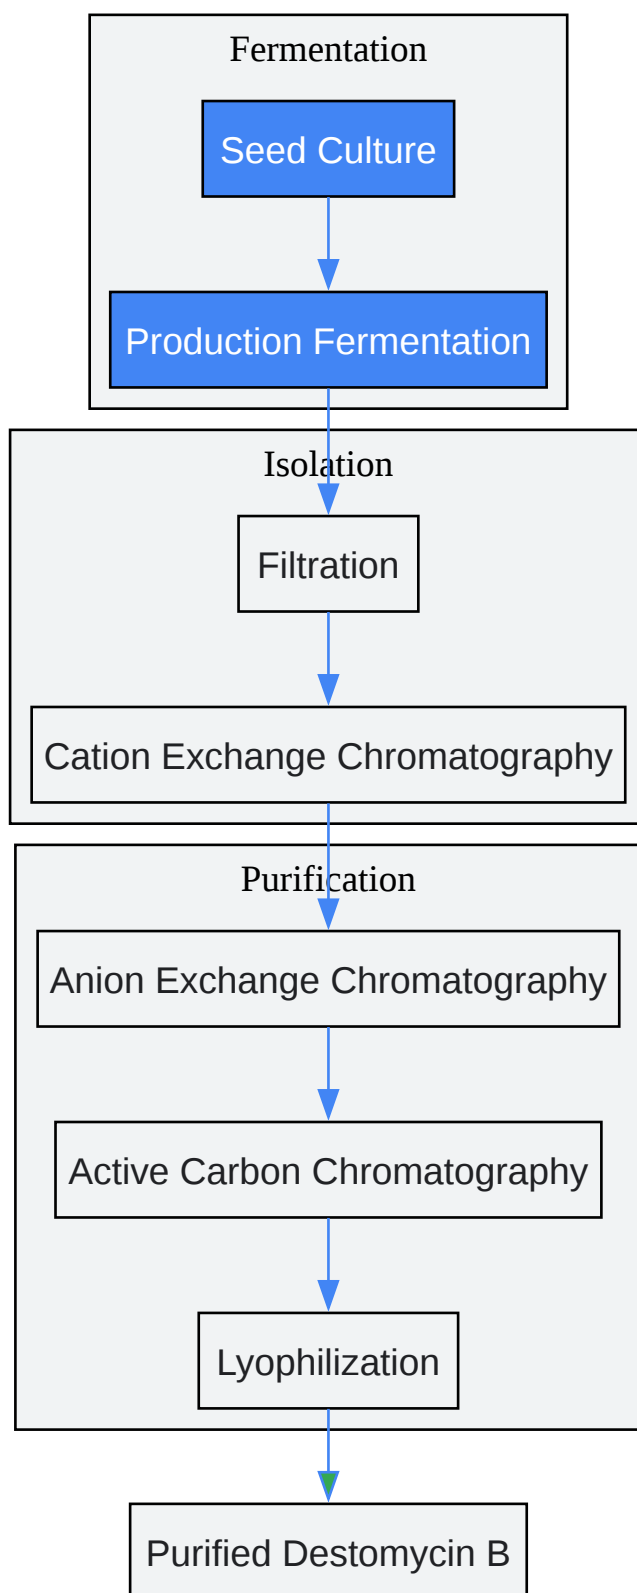 Fermentation
Seed Culture
Production Fermentation
Isolation
Filtration
Cation Exchange Chromatography
Purification
Anion Exchange Chromatography
Active Carbon Chromatography
Lyophilization
Purified Destomycin B